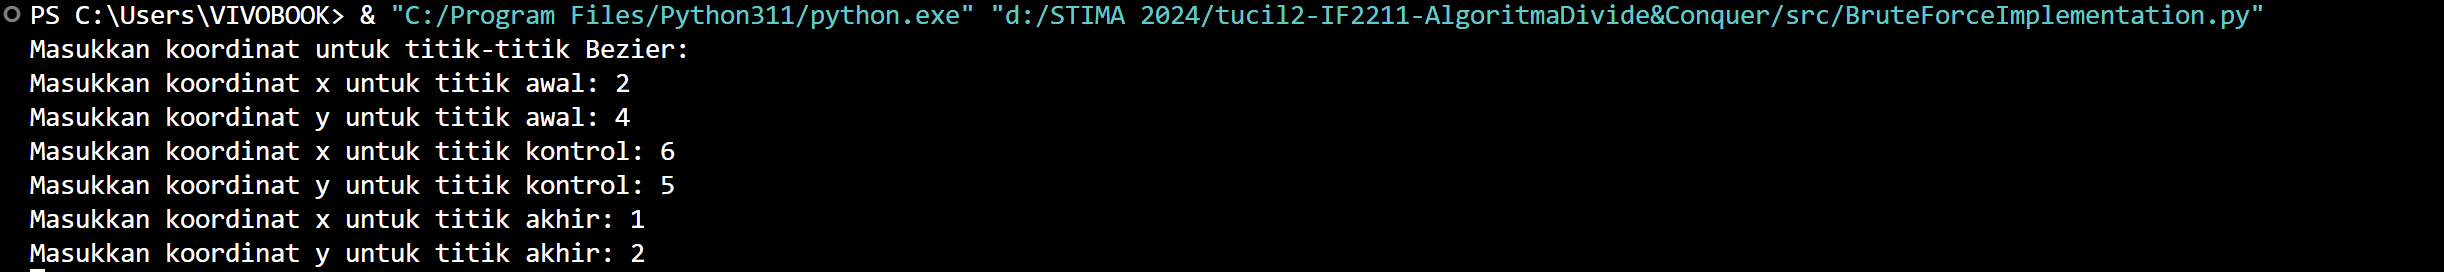 PS C:\Users\VIVOBOOK> & "C:/Program Files/Python311/python.exe" "d:/STIMA 2024/tucil2-IF2211-AlgoritmaDivide&Conquer/src/BruteForceImplementation.py"
Masukkan koordinat untuk titik-titik Bezier:
Masukkan koordinat x untuk titik awal: 2
Masukkan koordinat y untuk titik awal: 4
Masukkan koordinat x untuk titik kontrol: 6
Masukkan koordinat y untuk titik kontrol: 5
Masukkan koordinat x untuk titik akhir: 1
Masukkan koordinat y untuk titik akhir: 2